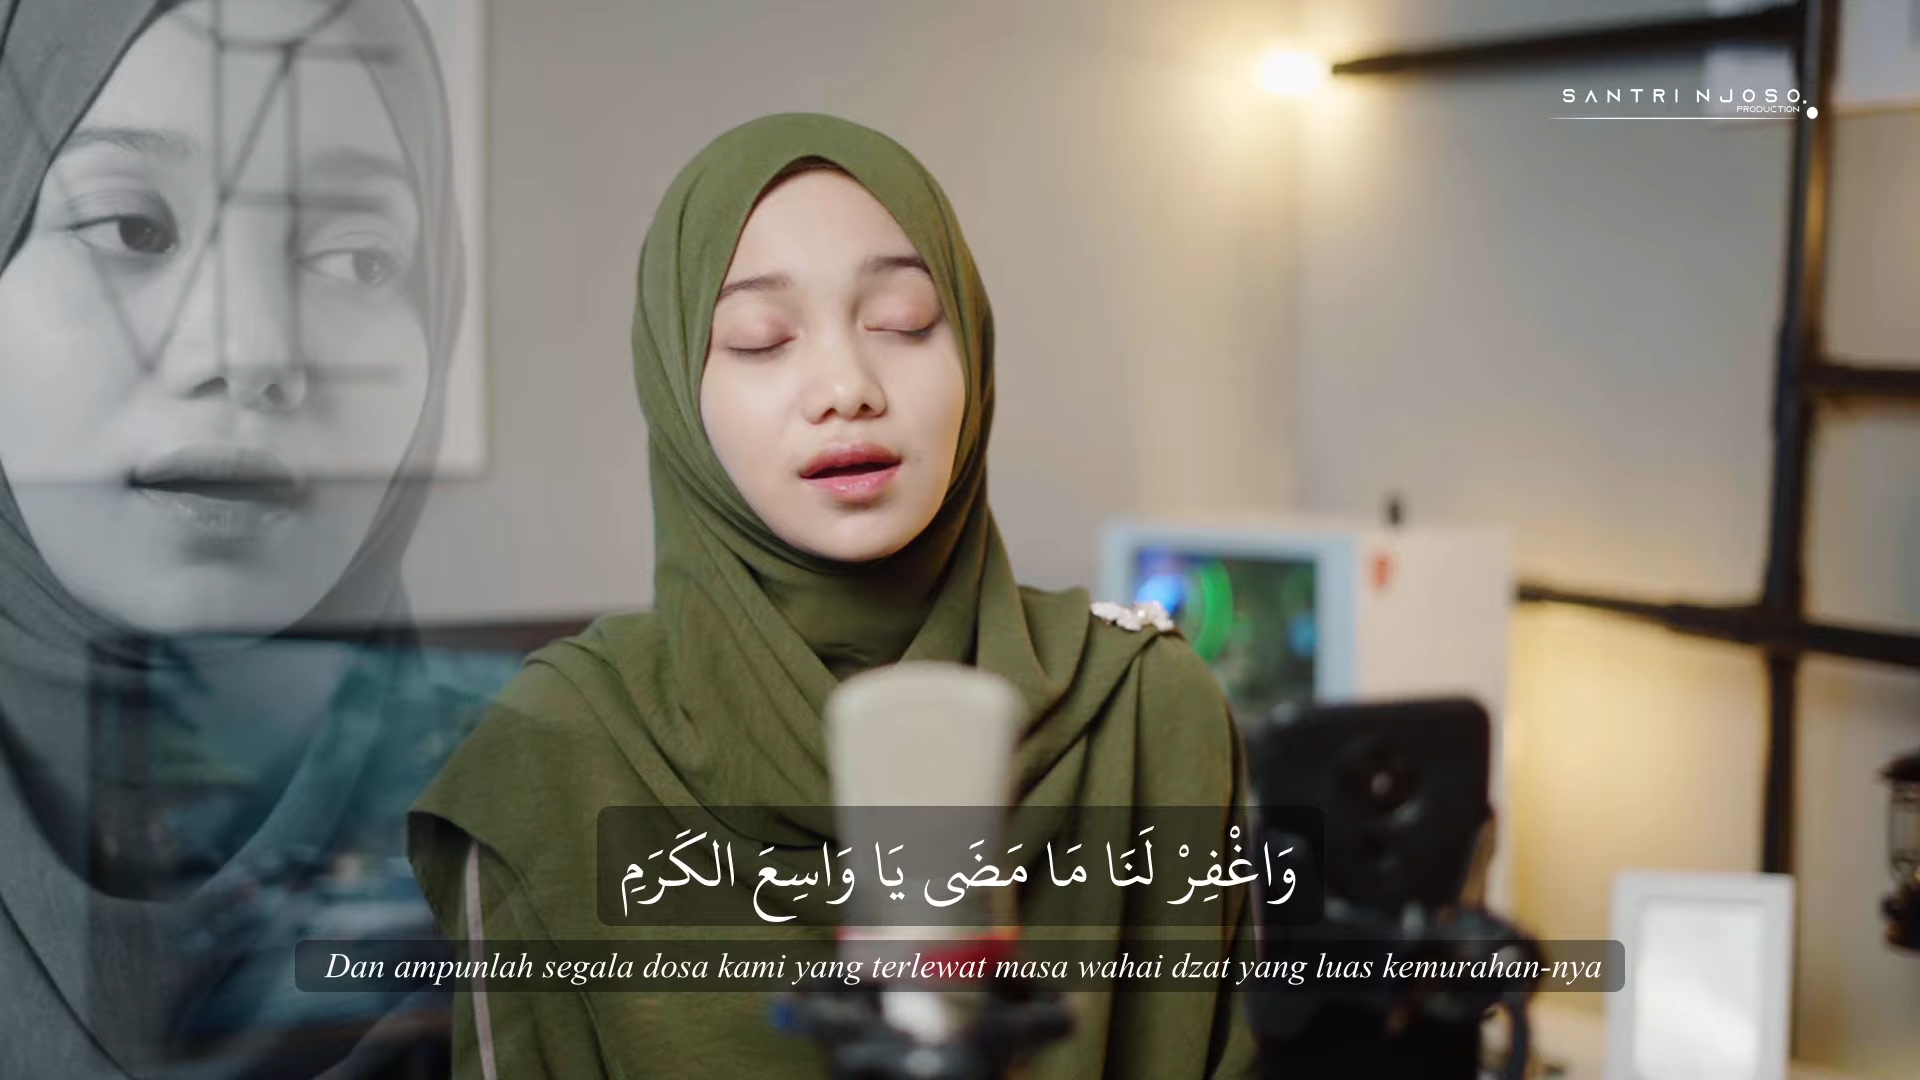 SANTRI NJOSO
PRODUCTION
وَاغْفِرْ لَنَا مَا مَضَى يَا وَاسِعَ الكَرَمِ
Dan ampunlah segala dosa kami yang terlewat masa wahai dzat yang luas kemurahan-nya